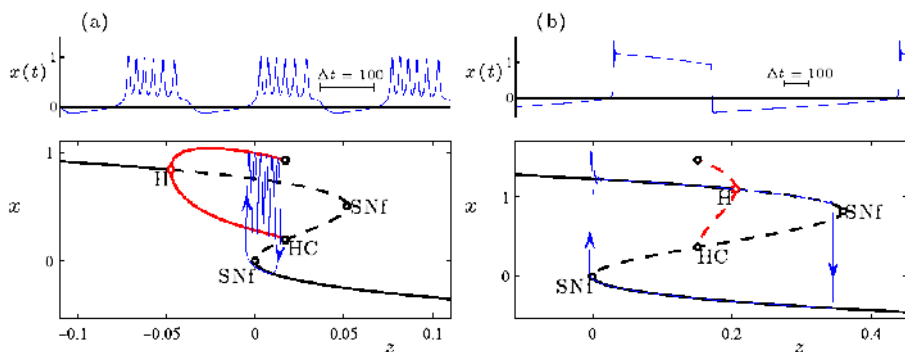 (a)
(b)
x(t)
1
0
Δt = 100
x(t)
1
0
Δt = 100
1
x
0
H
SNf
HC
SNf
−0.1
−0.05
0
0.05
0.1
z
x
1
0
H
SNf
HC
SNf
0
0.2
0.4
z